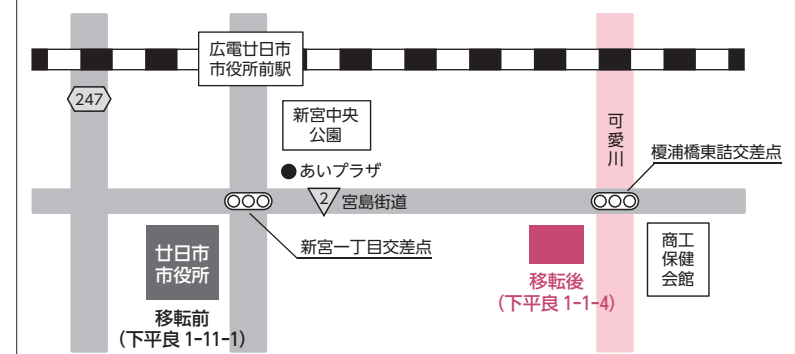 広電廿日市
市役所前駅
247
新宮中央
公園
可愛川
榎浦橋東詰交差点
●あいプラザ
2
宮島街道
新宮一丁目交差点
廿日市
市役所
商工
保健
会館
移転前
（下平良 1-11-1）
移転後
（下平良 1-1-4）